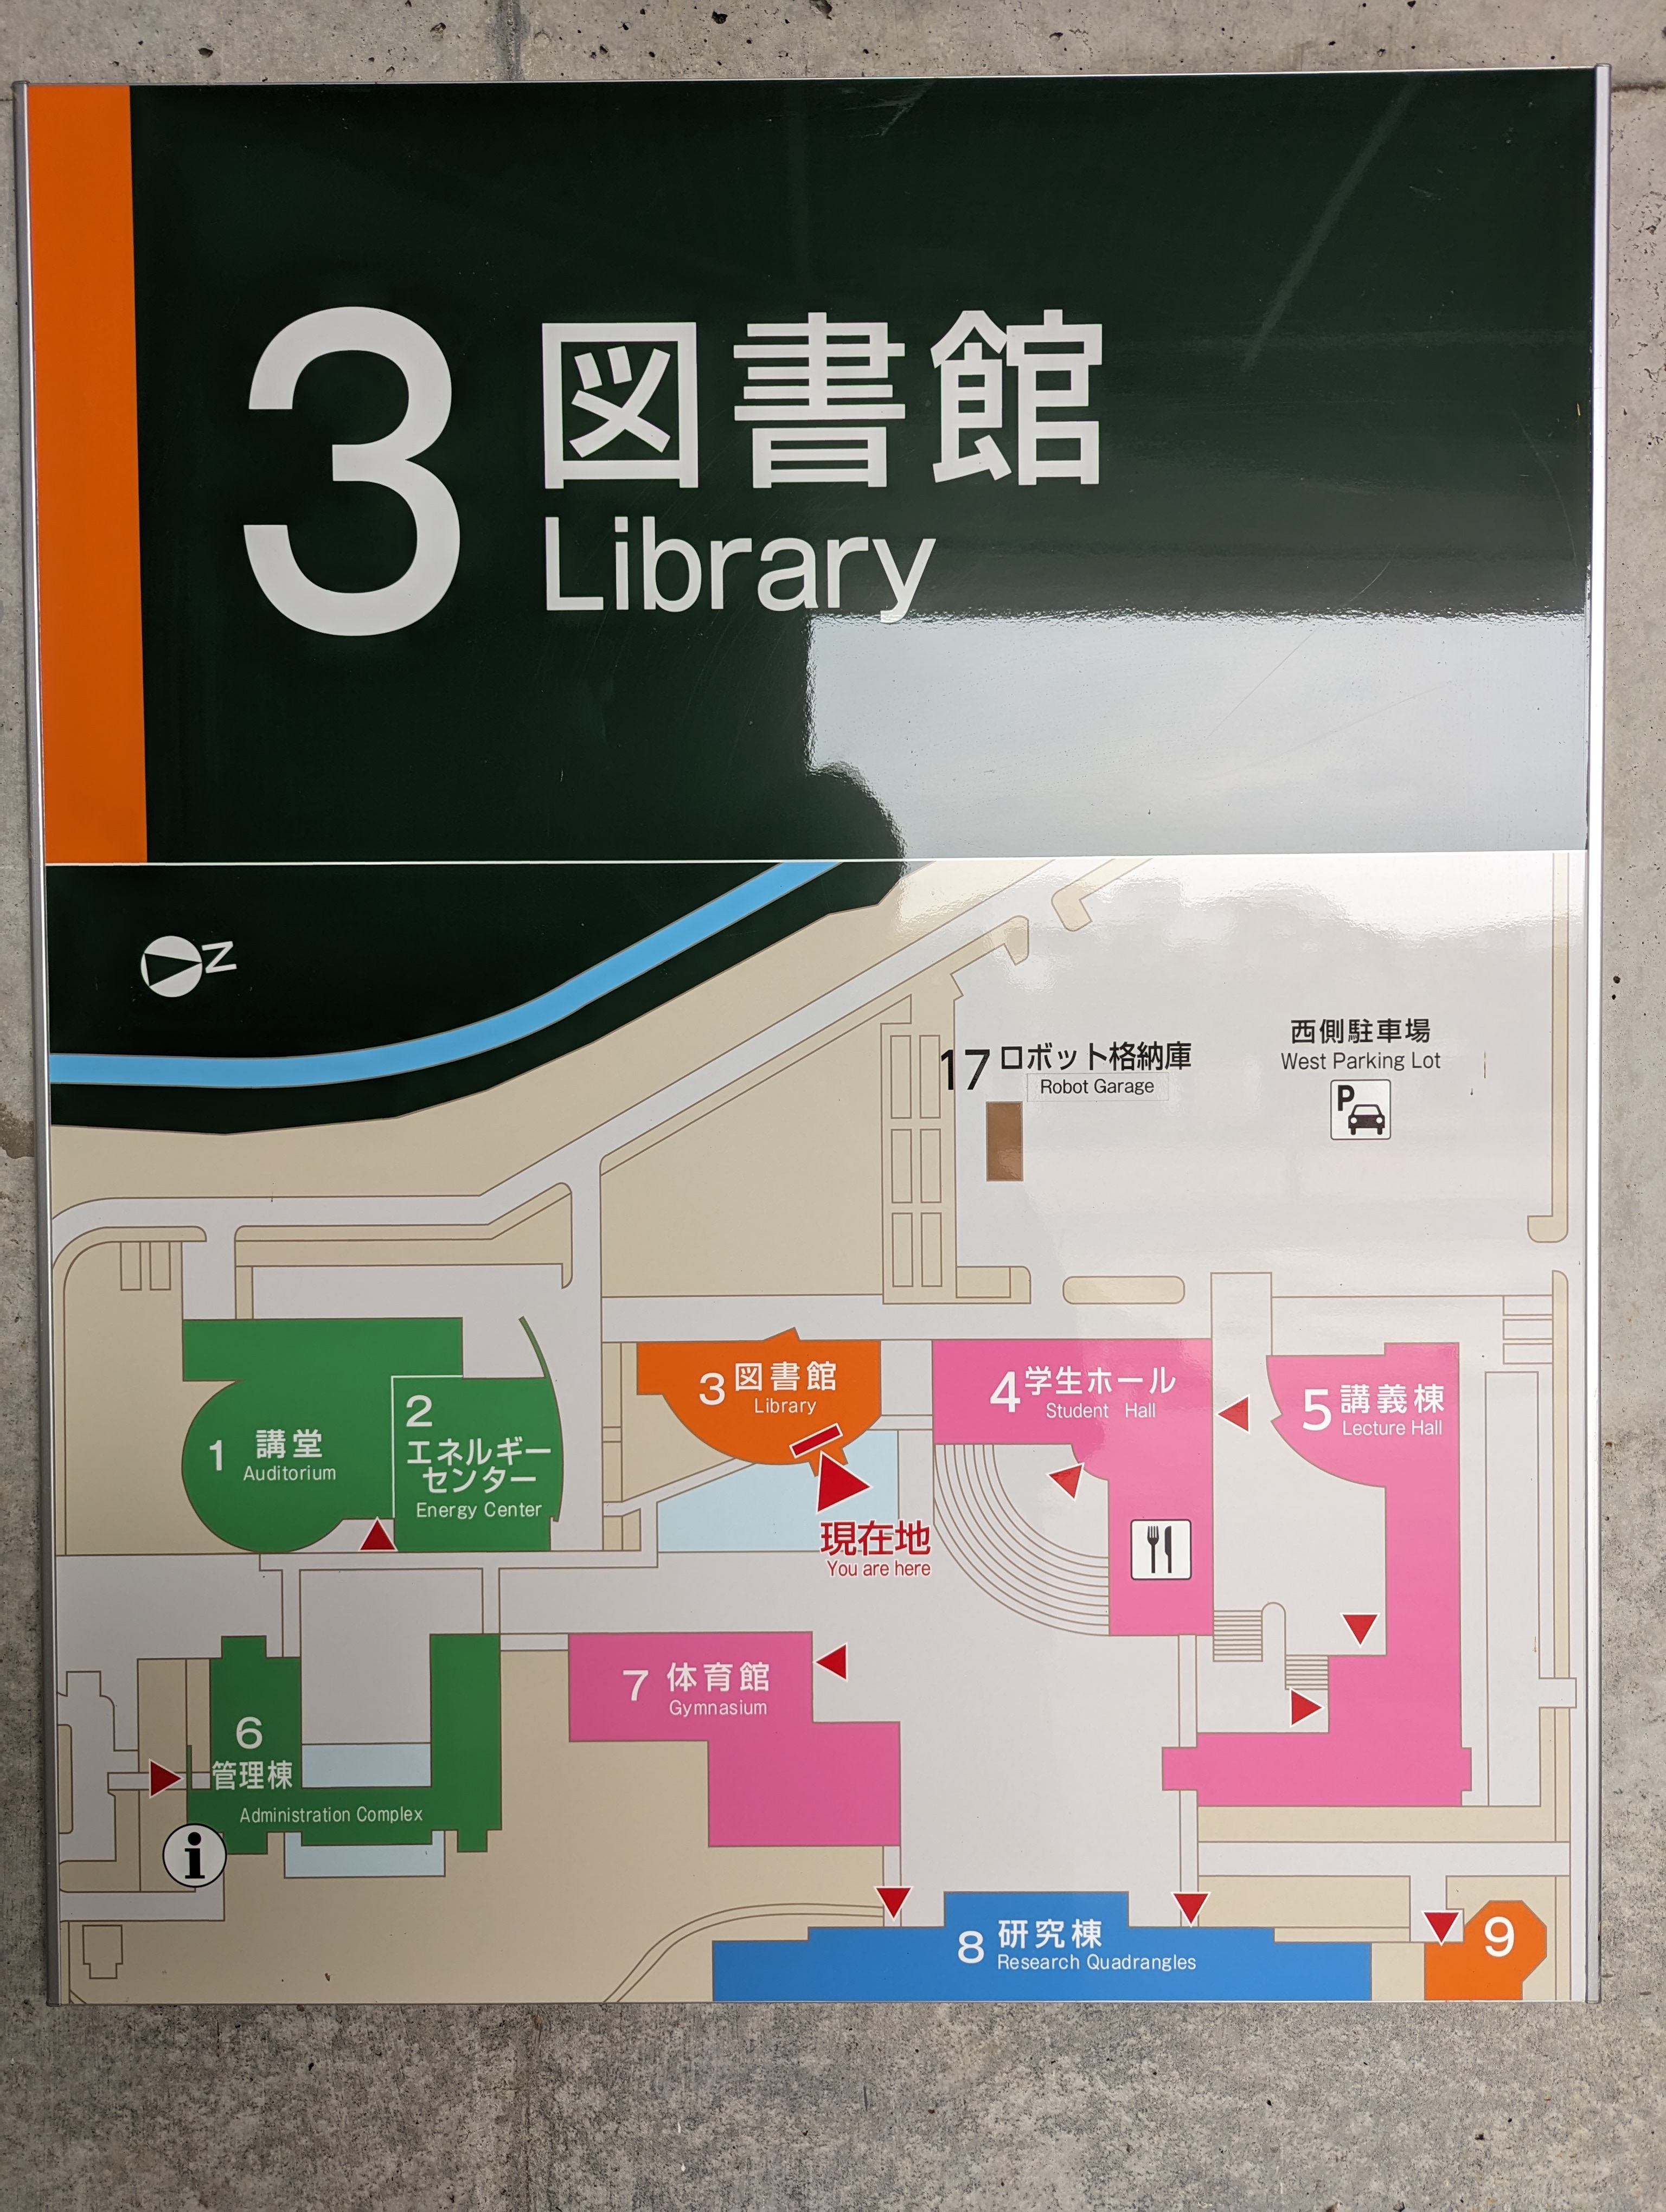 3 図書館
Library
N
17 ロボット格納庫
Robot Garage
西側駐車場
West Parking Lot
P
1 講堂
Auditorium
2
エネルギー
センター
Energy Center
3 図書館
Library
現在地
You are here
4 学生ホール
Student Hall
5 講義棟
Lecture Hall
6
管理棟
Administration Complex
i
7 体育館
Gymnasium
8 研究棟
Research Quadrangles
9